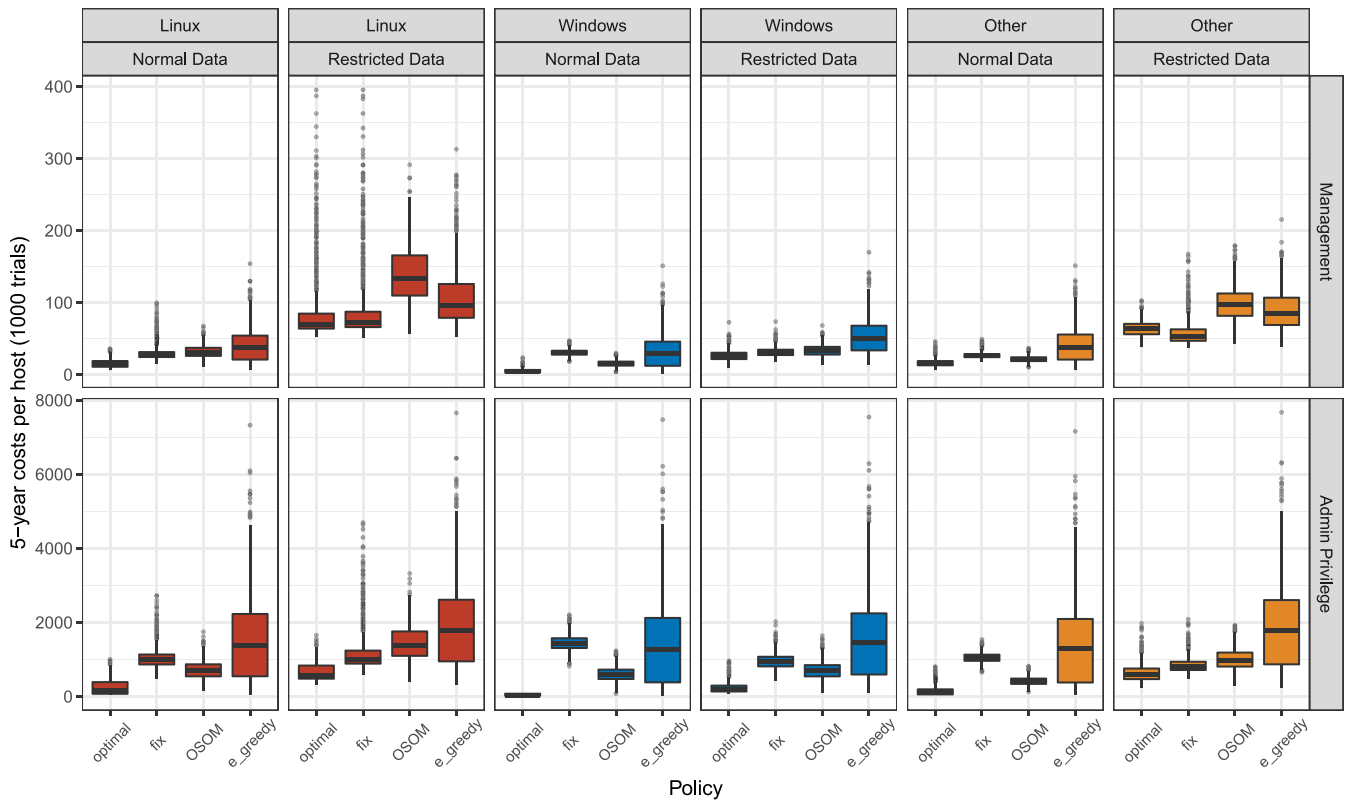 Linux Linux Windows Windows Other Other
Normal Data Restricted Data Normal Data Restricted Data Normal Data Restricted Data
400
300
200
100
0
Management
8000
6000
4000
2000
0
Admin Privilege
5−year costs per host (1000 trials)
optimal fix OSOM e_greedy optimal fix OSOM e_greedy optimal fix OSOM e_greedy optimal fix OSOM e_greedy optimal fix OSOM e_greedy optimal fix OSOM e_greedy
Policy